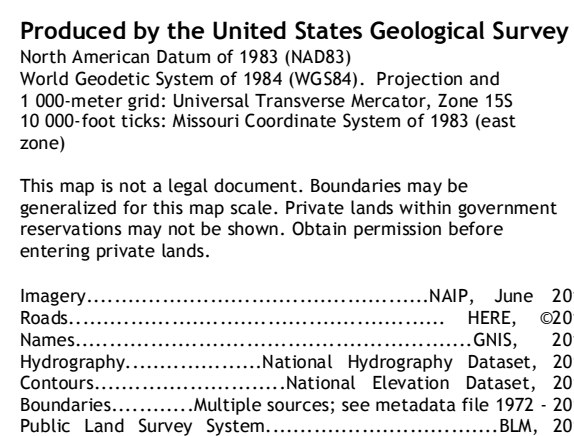 Produced by the United States Geological Survey
North American Datum of 1983 (NAD83)
World Geodetic System of 1984 (WGS84).  Projection and
1 000-meter grid: Universal Transverse Mercator, Zone 15S
10 000-foot ticks: Missouri Coordinate System of 1983 (east
zone)
This map is not a legal document. Boundaries may be
generalized for this map scale. Private lands within government
reservations may not be shown. Obtain permission before
entering private lands.
Imagery.....................................................NAIP, June 20
Roads.......................................................... HERE, ©20
Names.............................................................GNIS, 20
Hydrography.....................National Hydrography Dataset, 20
Contours.............................National Elevation Dataset, 20
Boundaries............Multiple sources; see metadata file 1972 - 20
Public Land Survey System...................................BLM, 20